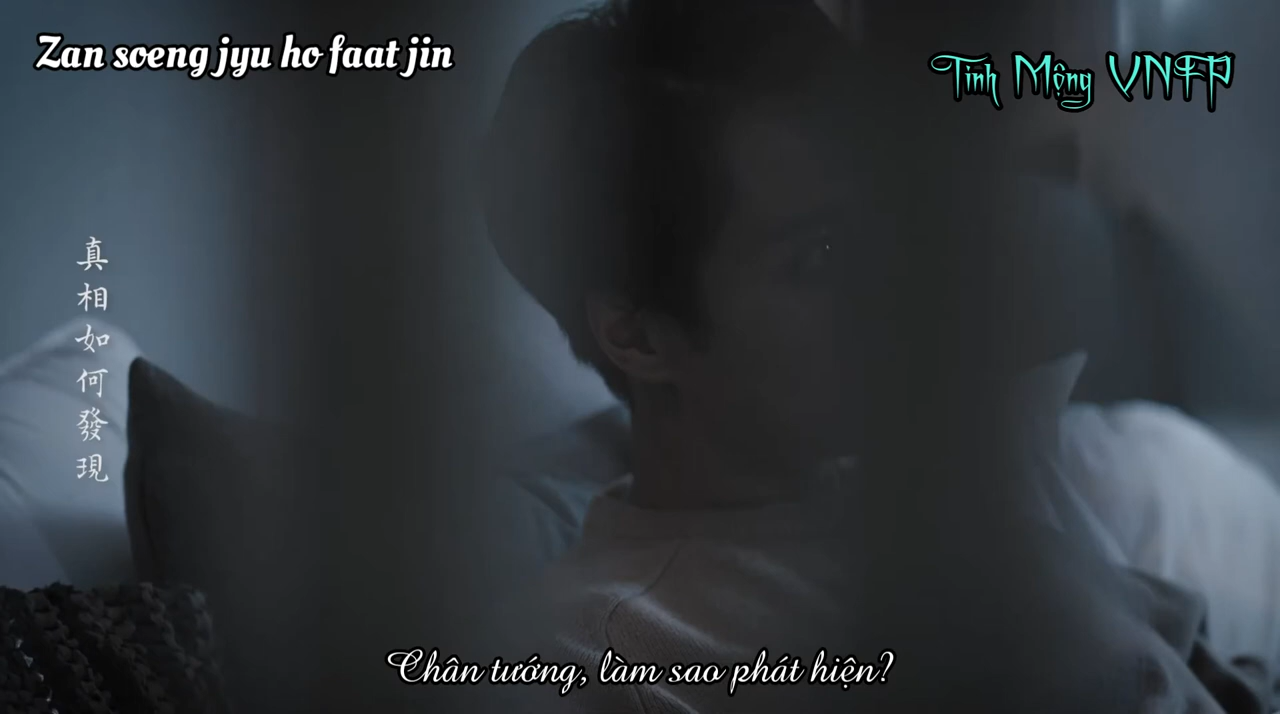 Zan soeng jyu ho faat jin
Tinh Mộng VNFP
真相如何發現
Chân tướng, làm sao phát hiện?